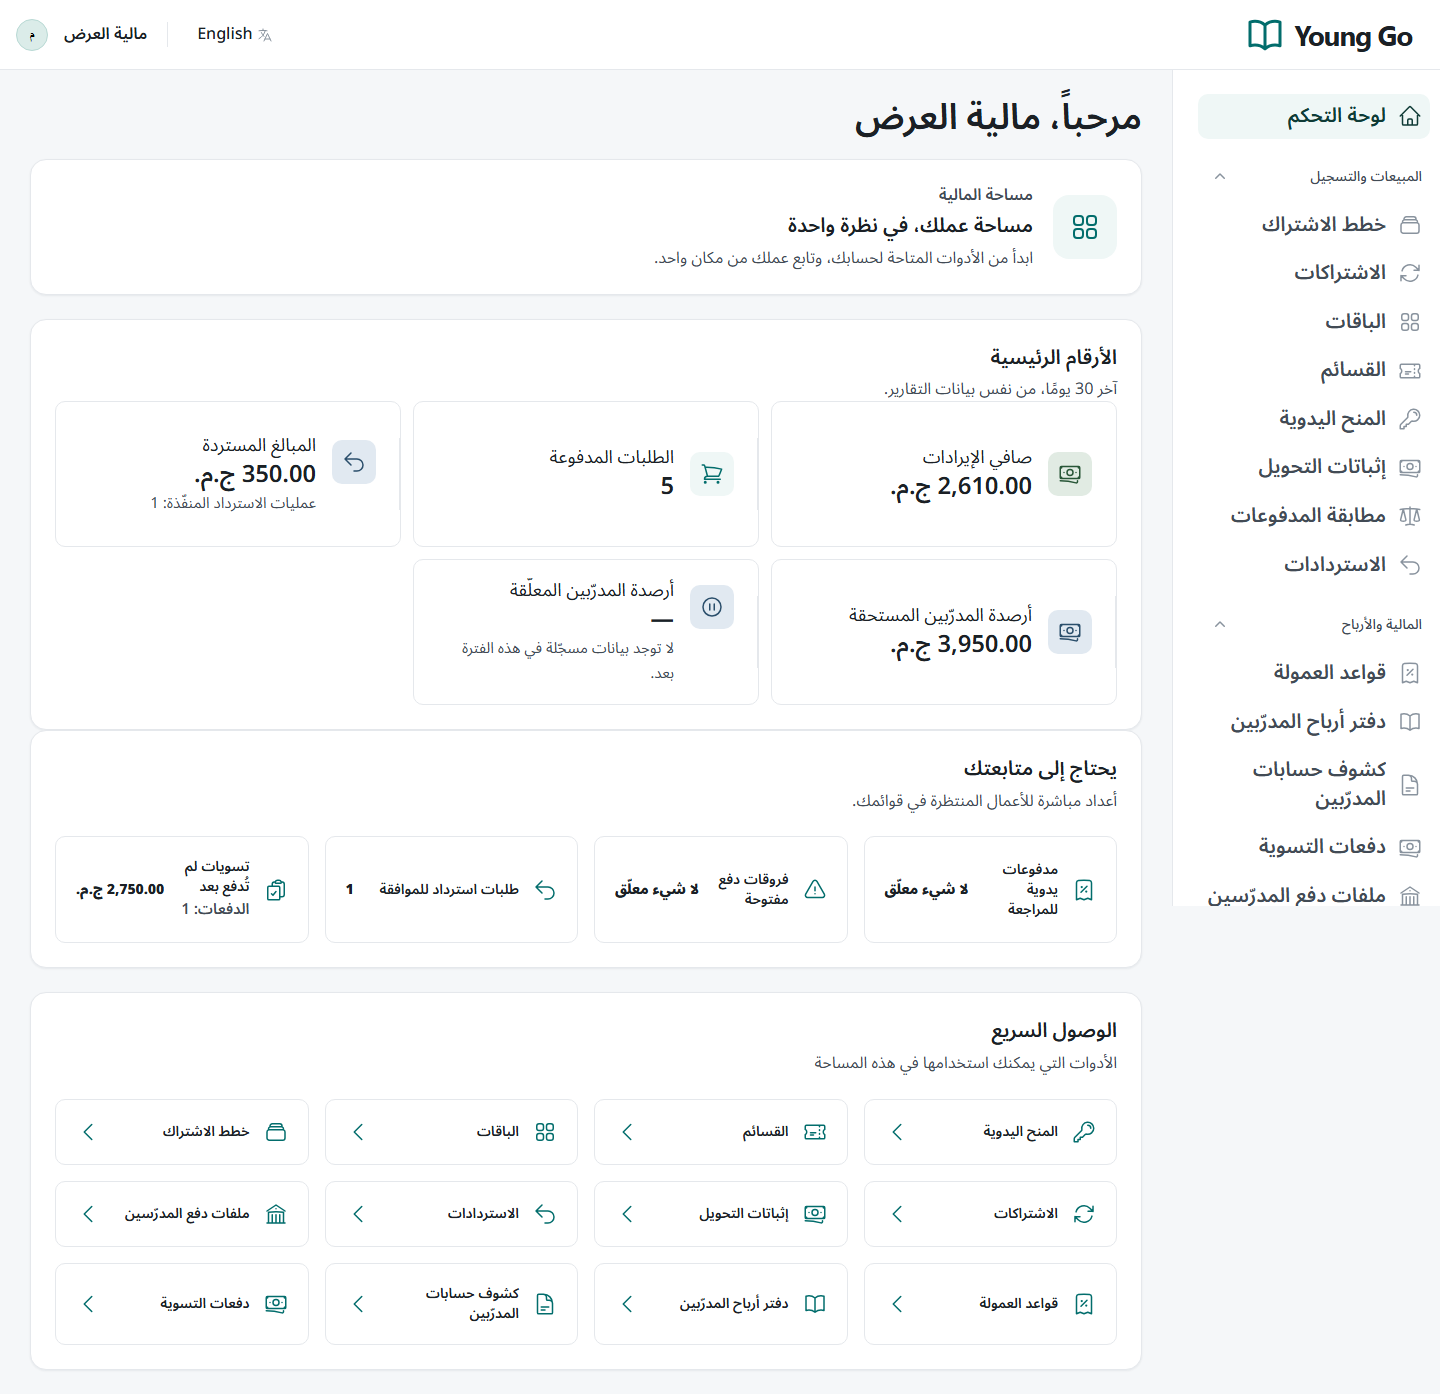 Young Go
English
مالية العرض
م
لوحة التحكم
المبيعات والتسجيل
خطط الاشتراك
الاشتراكات
الباقات
القسائم
المنح اليدوية
إثباتات التحويل
مطابقة المدفوعات
الاستردادات
المالية والأرباح
قواعد العمولة
دفتر أرباح المدرّبين
كشوف حسابات
المدرّبين
دفعات التسوية
ملفات دفع المدرّسين
مرحباً، مالية العرض
مساحة المالية
مساحة عملك، في نظرة واحدة
ابدأ من الأدوات المتاحة لحسابك، وتابع عملك من مكان واحد.
الأرقام الرئيسية
آخر 30 يومًا، من نفس بيانات التقارير.
صافي الإيرادات
2,610.00 ج.م.
الطلبات المدفوعة
5
المبالغ المستردة
350.00 ج.م.
عمليات الاسترداد المنفّذة: 1
أرصدة المدرّبين المستحقة
3,950.00 ج.م.
أرصدة المدرّبين المعلّقة
—
لا توجد بيانات مسجّلة في هذه الفترة
بعد.
يحتاج إلى متابعتك
أعداد مباشرة للأعمال المنتظرة في قوائمك.
مدفوعات
يدوية
للمراجعة
لا شيء معلّق
فروقات دفع
مفتوحة
لا شيء معلّق
طلبات استرداد للموافقة
1
تسويات لم
تُدفع بعد
الدفعات: 1
2,750.00 ج.م.
الوصول السريع
الأدوات التي يمكنك استخدامها في هذه المساحة
المنح اليدوية
القسائم
الباقات
خطط الاشتراك
الاشتراكات
إثباتات التحويل
الاستردادات
ملفات دفع المدرّسين
قواعد العمولة
دفتر أرباح المدرّبين
كشوف حسابات
المدرّبين
دفعات التسوية